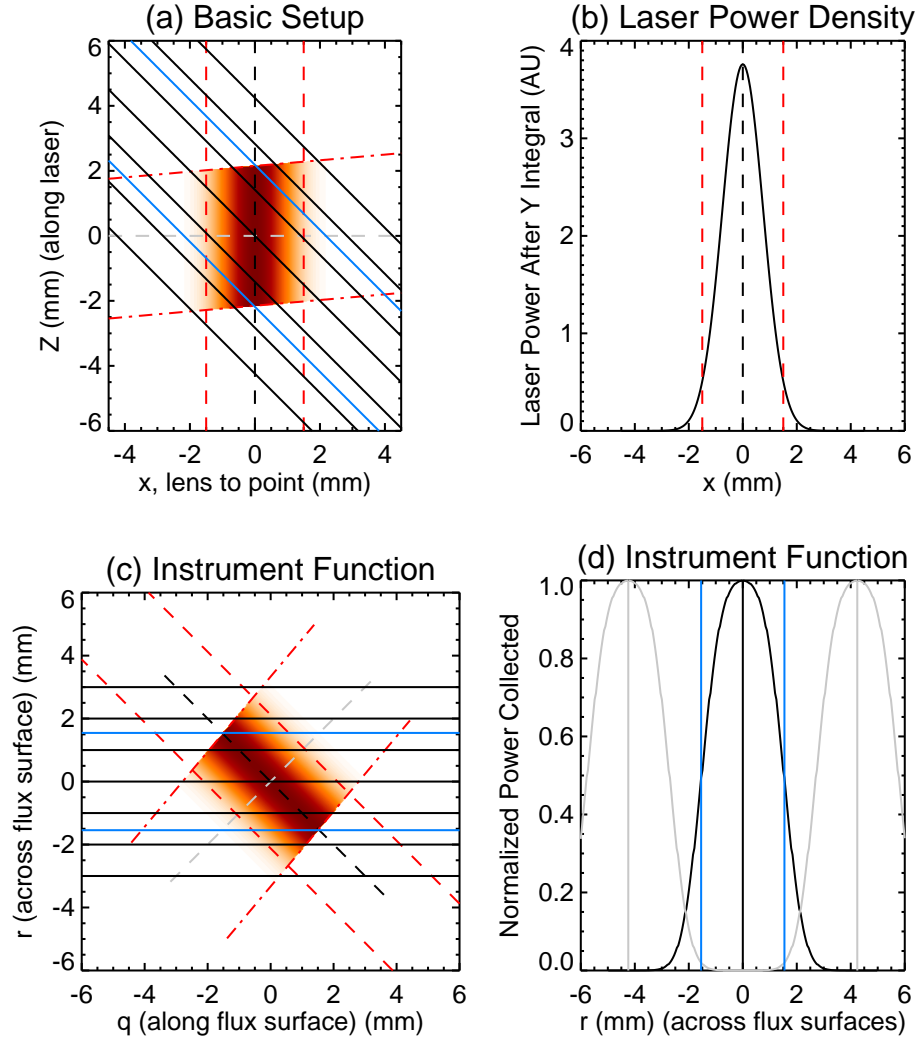 (a) Basic Setup
6
4
2
0
-2
-4
-6
Z (mm) (along laser)
-4 -2 0 2 4
x, lens to point (mm)
(b) Laser Power Density
4
3
2
1
0
Laser Power After Y Integral (AU)
-6 -4 -2 0 2 4 6
x (mm)
(c) Instrument Function
6
4
2
0
-2
-4
-6
r (across flux surface) (mm)
-6 -4 -2 0 2 4 6
q (along flux surface) (mm)
(d) Instrument Function
1.0
0.8
0.6
0.4
0.2
0.0
Normalized Power Collected
-6 -4 -2 0 2 4 6
r (mm) (across flux surfaces)